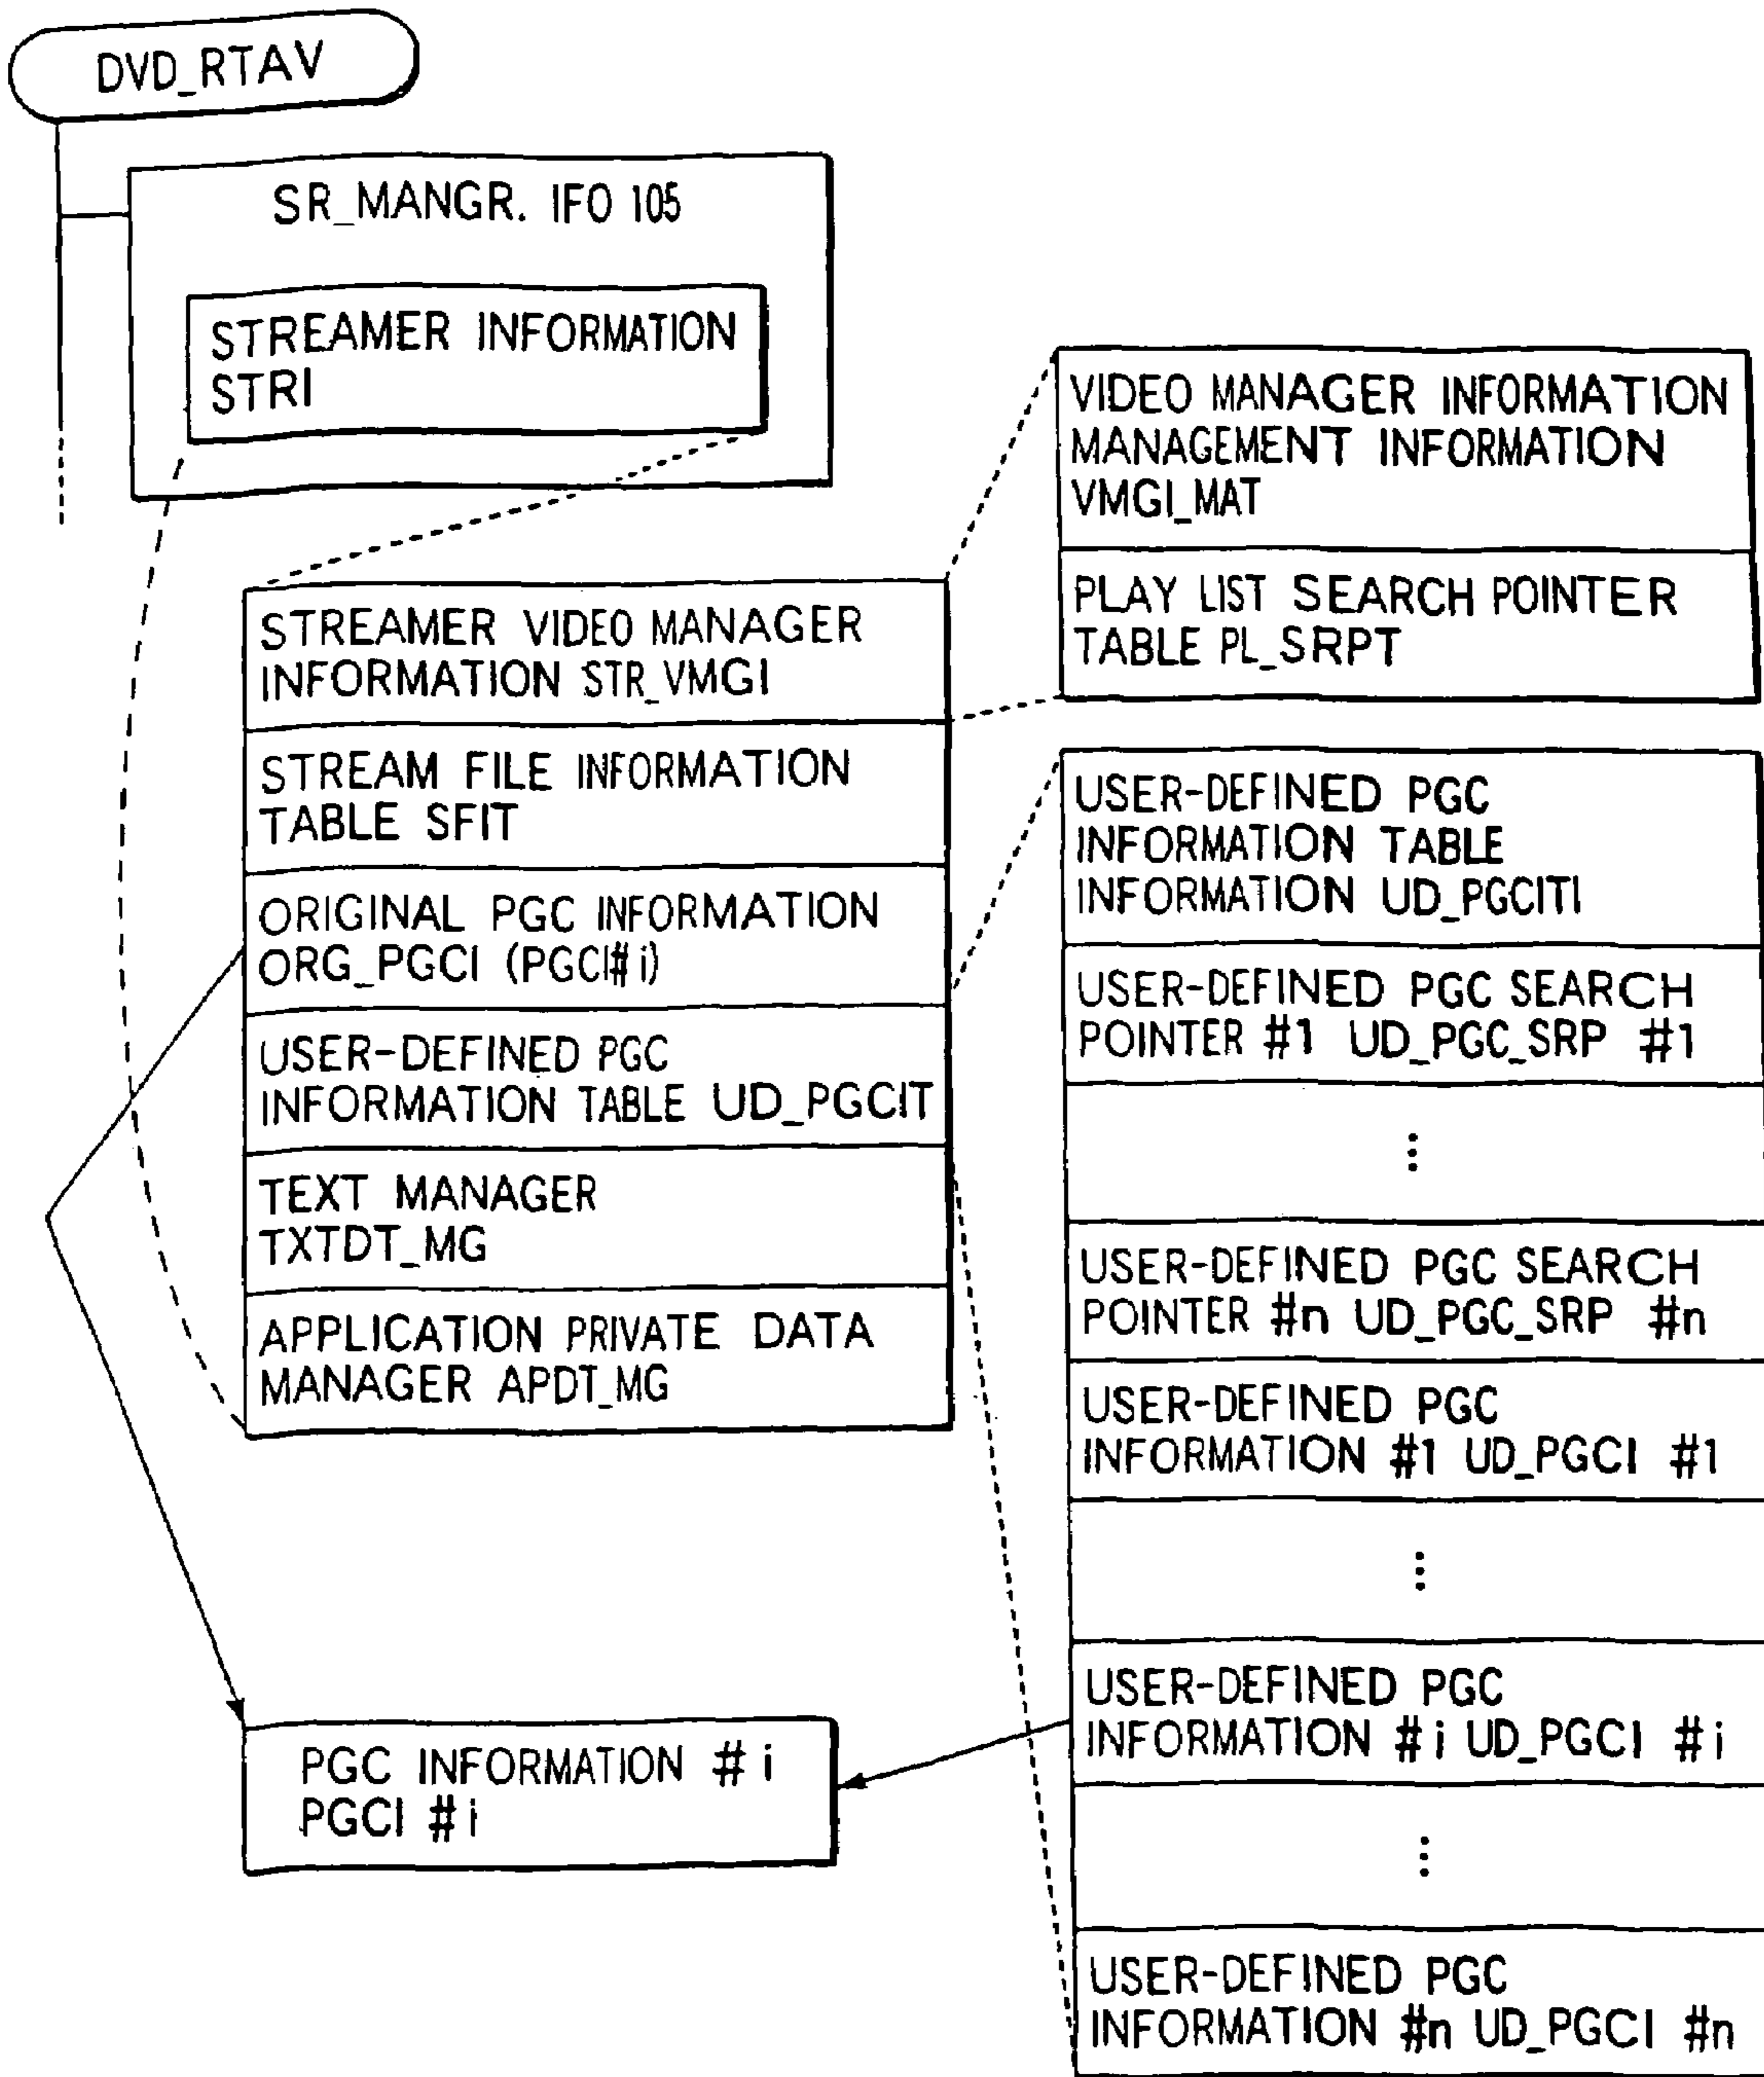 DVD_RTAV
SR_MANGR. IFO 105
STREAMER INFORMATION
STRI
STREAMER VIDEO MANAGER
INFORMATION STR_VMGI
STREAM FILE INFORMATION
TABLE SFIT
ORIGINAL PGC INFORMATION
ORG_PGCI (PGCI#i)
USER-DEFINED PGC
INFORMATION TABLE UD_PGCIT
TEXT MANAGER
TXTDT_MG
APPLICATION PRIVATE DATA
MANAGER APDT_MG
PGC INFORMATION #i
PGCI #i
VIDEO MANAGER INFORMATION
MANAGEMENT INFORMATION
VMGI_MAT
PLAY LIST SEARCH POINTER
TABLE PL_SRPT
USER-DEFINED PGC
INFORMATION TABLE
INFORMATION UD_PGCITI
USER-DEFINED PGC SEARCH
POINTER #1 UD_PGC_SRP #1
⋮
USER-DEFINED PGC SEARCH
POINTER #n UD_PGC_SRP #n
USER-DEFINED PGC
INFORMATION #1 UD_PGCI #1
⋮
USER-DEFINED PGC
INFORMATION #i UD_PGCI #i
⋮
USER-DEFINED PGC
INFORMATION #n UD_PGCI #n